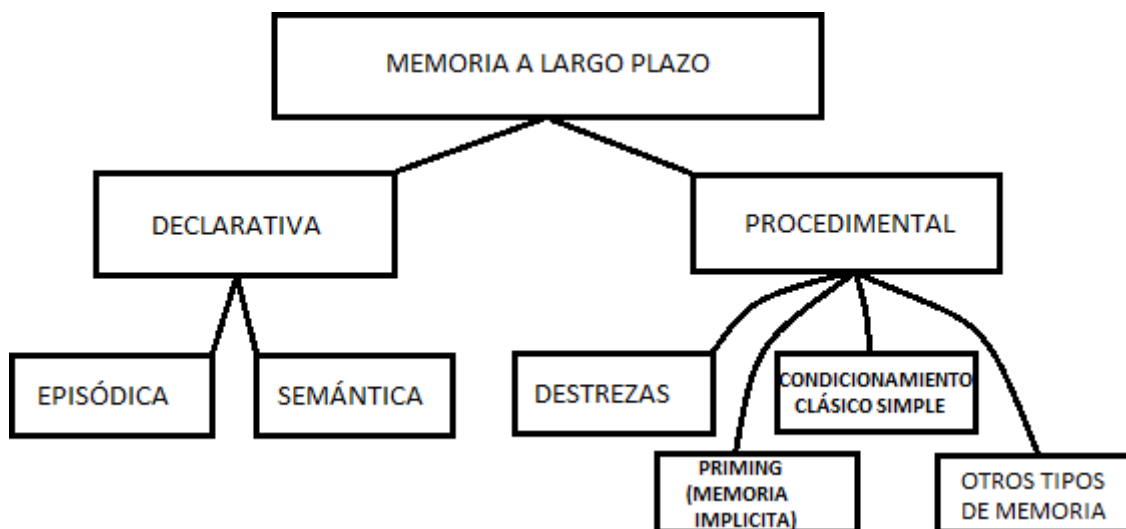 MEMORIA A LARGO PLAZO
DECLARATIVA
PROCEDIMENTAL
EPISÓDICA
SEMÁNTICA
DESTREZAS
CONDICIONAMIENTO
CLÁSICO SIMPLE
PRIMING
(MEMORIA
IMPLICITA)
OTROS TIPOS
DE MEMORIA